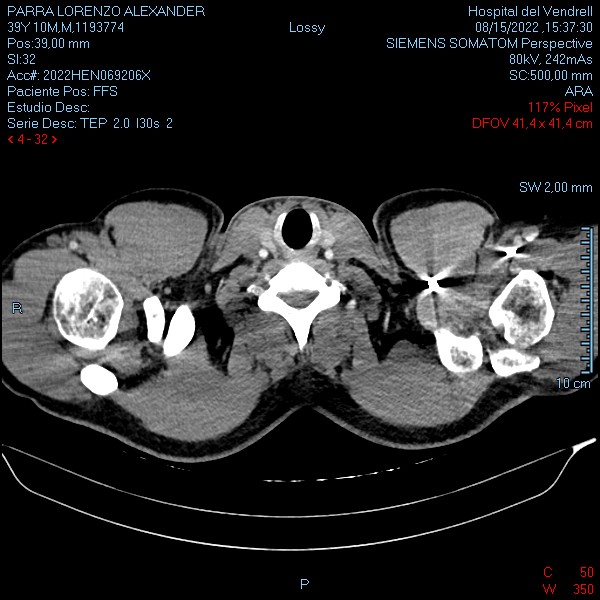 PARRA LORENZO ALEXANDER
39Y 10M,M,1193774
Pos:39,00 mm
SI:32
Acc#: 2022HEN069206X
Paciente Pos: FFS
Estudio Desc:
Serie Desc: TEP 2.0 I30s 2
< 4 - 32 >
Lossy
Hospital del Vendrell
08/15/2022 ,15:37:30
SIEMENS SOMATOM Perspective
80kV, 242mAs
SC:500,00 mm
ARA
117% Pixel
DFOV 41,4 x 41,4 cm
SW 2,00 mm
R
10 cm
P
C 50
W 350